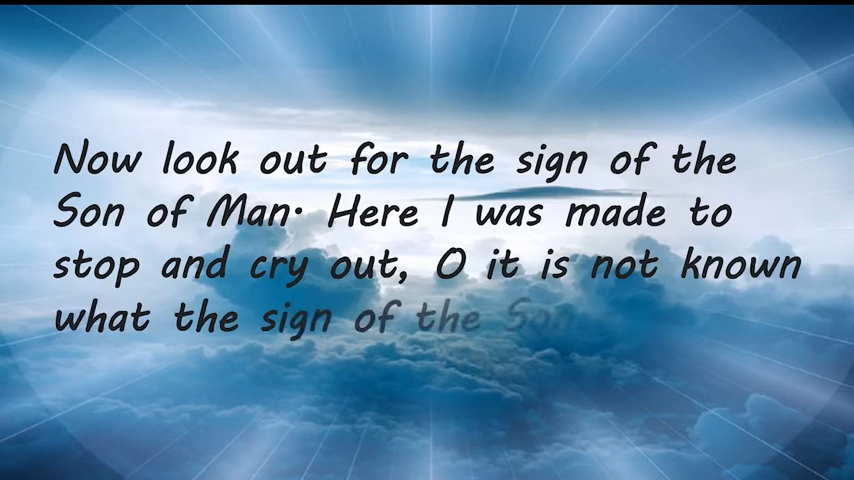 Now look out for the sign of the
Son of Man. Here I was made to
stop and cry out, O it is not known
what the sign of the Son